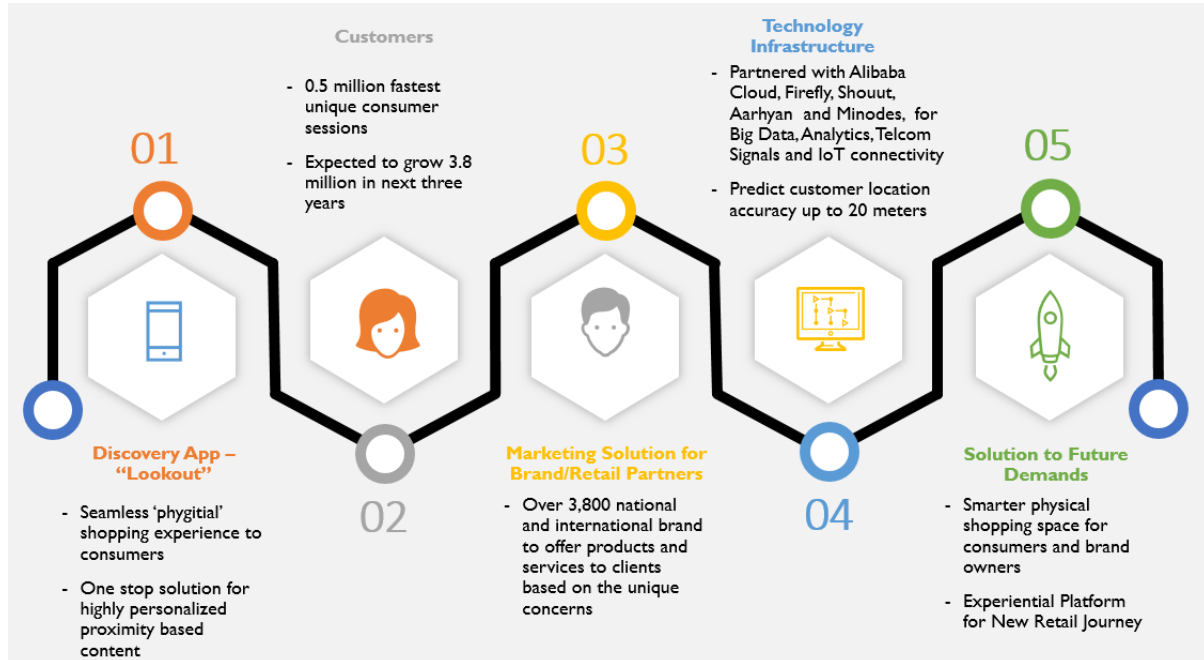 01
Discovery App –
“Lookout”
- Seamless ‘phygitial’
shopping experience to
consumers
- One stop solution for
highly personalized
proximity based
content
Customers
- 0.5 million fastest
unique consumer
sessions
- Expected to grow 3.8
million in next three
years
02
03
Marketing Solution for
Brand/Retail Partners
- Over 3,800 national
and international brand
to offer products and
services to clients
based on the unique
concerns
Technology
Infrastructure
- Partnered with Alibaba
Cloud, Firefly, Shouut,
Aarhyan and Minodes, for
Big Data, Analytics, Telcom
Signals and IoT connectivity
- Predict customer location
accuracy up to 20 meters
04
05
Solution to Future
Demands
- Smarter physical
shopping space for
consumers and brand
owners
- Experiential Platform
for New Retail Journey